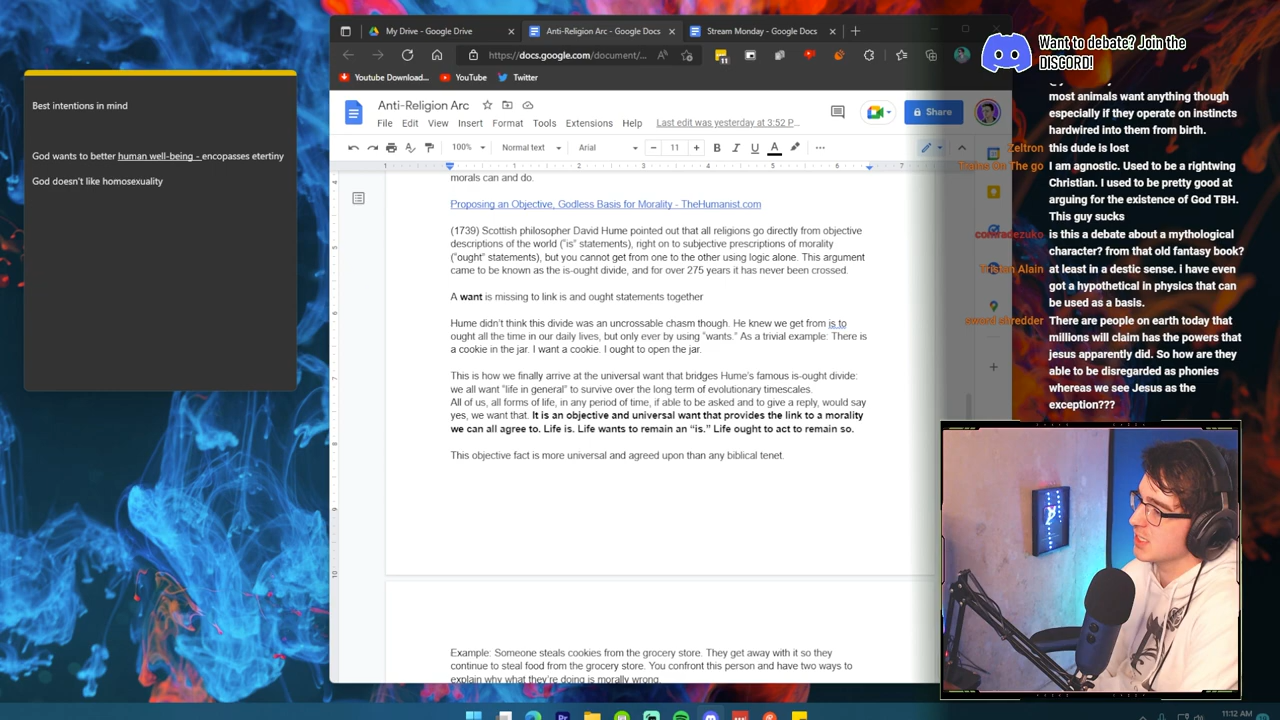 Best intentions in mind
God wants to better human well-being - encopasses etertiny
God doesn't like homosexuality
My Drive - Google Drive
Anti-Religion Arc - Google Docs
Stream Monday - Google Docs
https://docs.google.com/document/...
Youtube Download...
YouTube
Twitter
Anti-Religion Arc
File Edit View Insert Format Tools Extensions Help
Last edit was yesterday at 3:52 P...
Share
100% Normal text Arial 11 B I U A
morals can and do.
Proposing an Objective, Godless Basis for Morality - TheHumanist.com
(1739) Scottish philosopher David Hume pointed out that all religions go directly from objective
descriptions of the world ("is" statements), right on to subjective prescriptions of morality
("ought" statements), but you cannot get from one to the other using logic alone. This argument
came to be known as the is-ought divide, and for over 275 years it has never been crossed.
A want is missing to link is and ought statements together
Hume didn't think this divide was an uncrossable chasm though. He knew we get from is to
ought all the time in our daily lives, but only ever by using "wants." As a trivial example: There is
a cookie in the jar. I want a cookie. I ought to open the jar.
This is how we finally arrive at the universal want that bridges Hume's famous is-ought divide:
we all want "life in general" to survive over the long term of evolutionary timescales.
All of us, all forms of life, in any period of time, if able to be asked and to give a reply, would say
yes, we want that. It is an objective and universal want that provides the link to a morality
we can all agree to. Life is. Life wants to remain an "is." Life ought to act to remain so.
This objective fact is more universal and agreed upon than any biblical tenet.
Example: Someone steals cookies from the grocery store. They get away with it so they
continue to steal food from the grocery store. You confront this person and have two ways to
explain why what they're doing is morally wrong.
Want to debate? Join the
DISCORD!
most animals want anything though
especially if they operate on instincts
hardwired into them from birth.
Zeltron this dude is lost
Trains On The go I am agnostic. Used to be a rightwing
Christian. I used to be pretty good at
arguing for the existence of God TBH.
This guy sucks
comradezuko is this a debate about a mythological
character? from that old fantasy book?
Tristan Alain at least in a destic sense. i have even
got a hypothetical in physics that can
be used as a basis.
sword shredder There are people on earth today that
millions will claim has the powers that
jesus apparently did. So how are they
able to be disregarded as phonies
whereas we see Jesus as the
exception???
11:12 AM